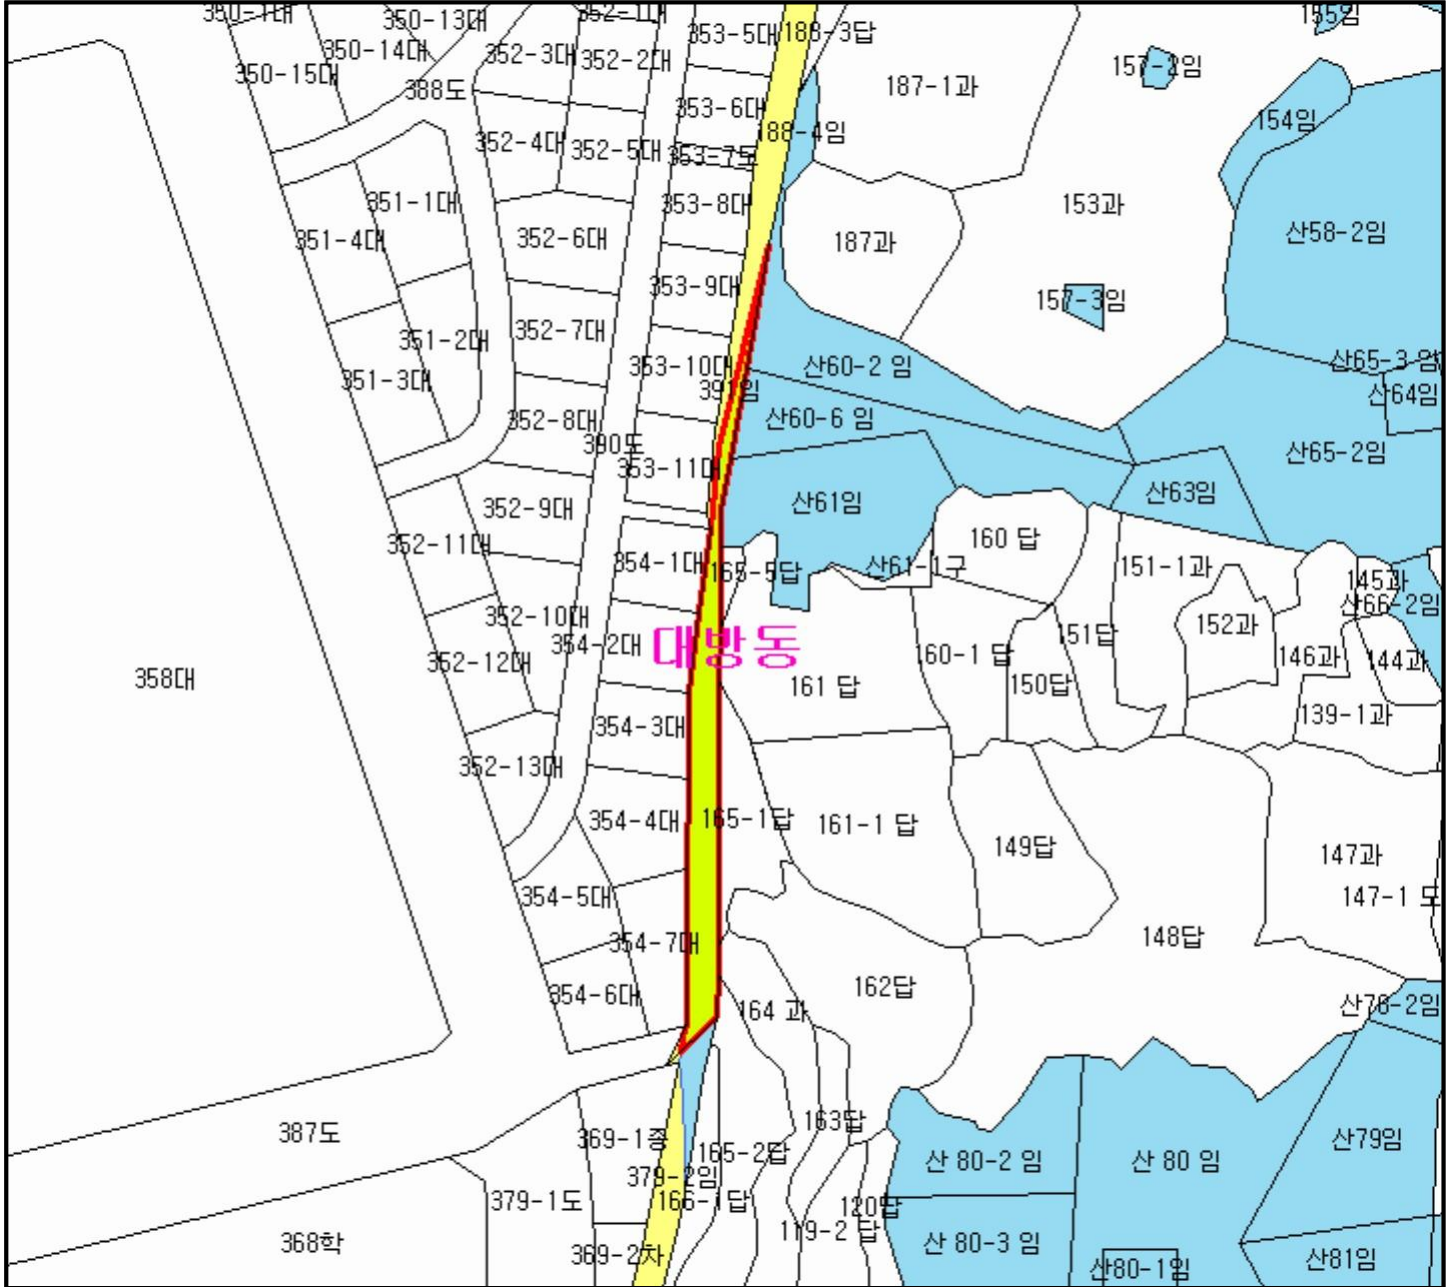 350-1대
350-13대
352-1대
353-5대
188-3답
155임
350-14대
352-3대
352-2대
157-2임
350-15대
388도
187-1과
353-6대
154임
352-4대
352-5대
353-7도
188-4임
351-1대
353-8대
153과
351-4대
352-6대
187과
산58-2임
353-9대
157-3임
352-7대
351-2대
353-10대
산60-2 임
산65-3 임
351-3대
391임
산64임
352-8대
산60-6 임
390도
353-11대
산65-2임
352-9대
산61임
산63임
352-11대
160 답
354-1대
165-5답
산61-1구
151-1과
145과
산66-2임
352-10대
354-2대
대방동
160-1 답
151답
152과
352-12대
146과
144과
358대
161 답
150답
354-3대
139-1과
352-13대
354-4대
165-1답
161-1 답
149답
147과
354-5대
147-1 도
354-7대
148답
354-6대
164 과
162답
산76-2임
387도
369-1종
163답
산79임
379-2임
165-2답
산 80-2 임
산 80 임
379-1도
166-1답
120답
119-2 답
368학
369-2차
산 80-3 임
산80-1임
산81임